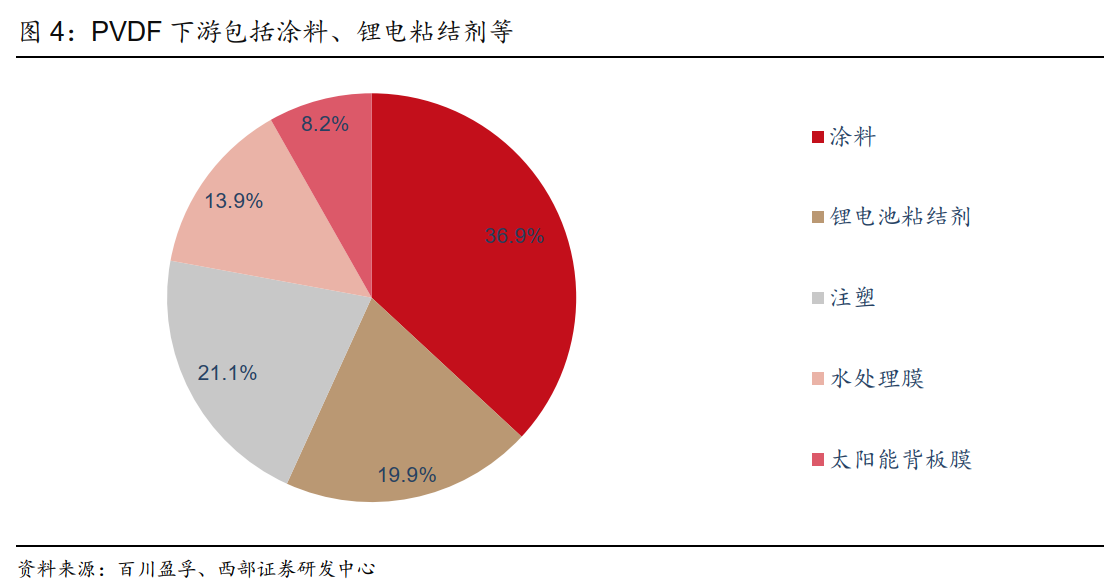 图 4：PVDF 下游包括涂料、锂电粘结剂等
8.2%
13.9%
36.9%
21.1%
19.9%
涂料
锂电池粘结剂
注塑
水处理膜
太阳能背板膜
资料来源：百川盈孚、西部证券研发中心